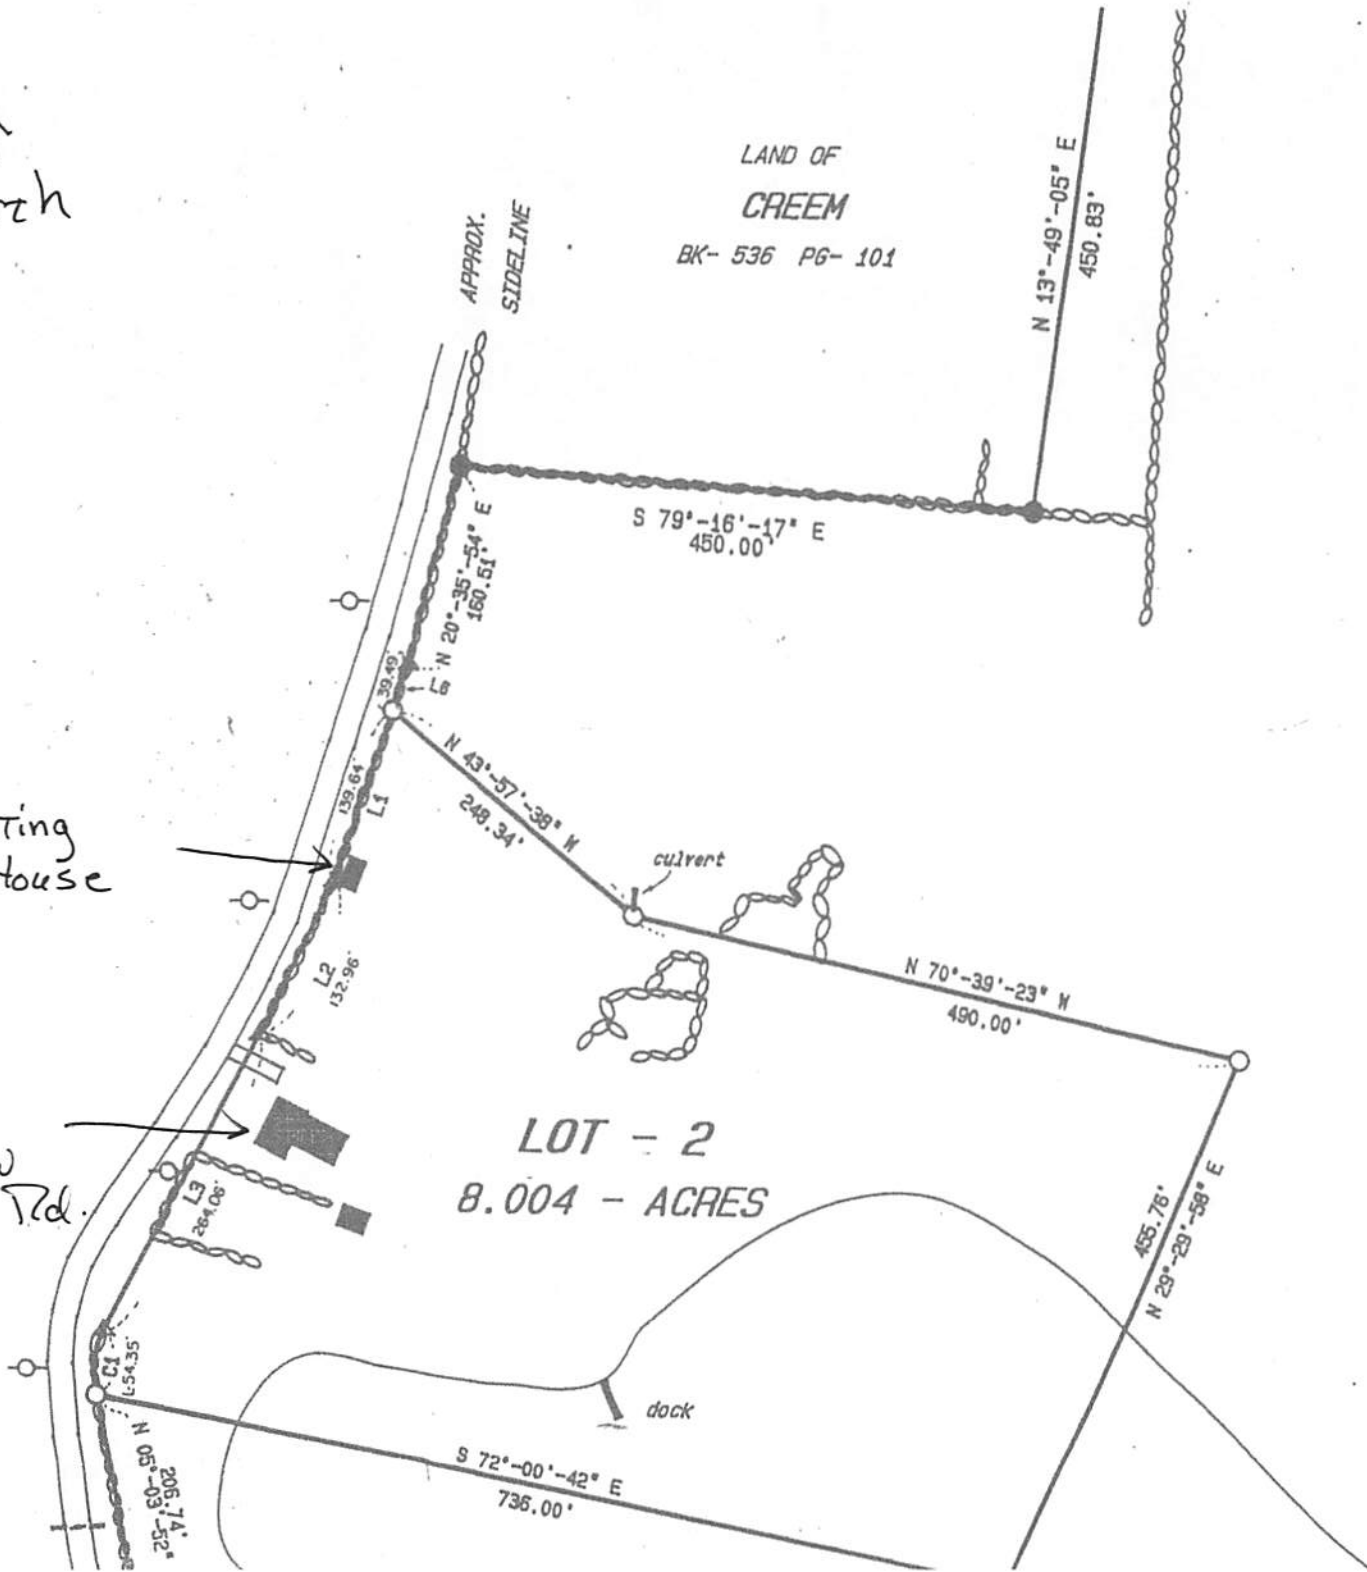 LAND OF
CREEM
BK- 536 PG- 101
APPROX.
SIDELINE
N 13°-49'-05" E
450.83'
S 79°-16'-17" E
450.00'
N 20°-35'-54" E
160.51'
39.49'
L6
N 43°-57'-38" W
248.34'
139.64'
L1
culvert
ting
House
L2
132.96'
N 70°-39'-23" W
490.00'
LOT - 2
8.004 - ACRES
Rd.
L3
264.06'
455.76'
N 29°-29'-58" E
C1
L-54.35'
dock
S 72°-00'-42" E
736.00'
206.74'
N 05°-03'-52"